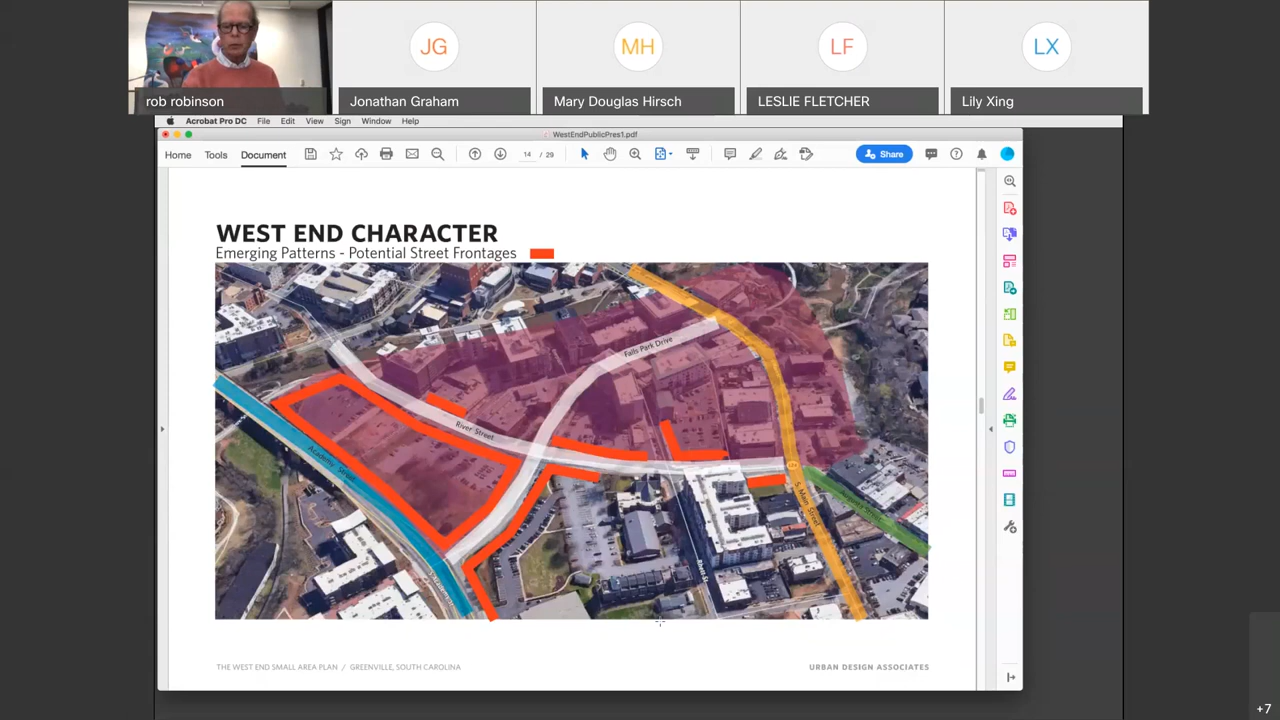 JG
MH
LF
LX
rob robinson
Jonathan Graham
Mary Douglas Hirsch
LESLIE FLETCHER
Lily Xing
Acrobat Pro DC File Edit View Sign Window Help
WestEndPublicPres1.pdf
Home Tools Document 14 / 29 Share
WEST END CHARACTER
Emerging Patterns - Potential Street Frontages
Falls Park Drive
River Street
Academy Street
S. Main Street
Rhett St
THE WEST END SMALL AREA PLAN / GREENVILLE, SOUTH CAROLINA
URBAN DESIGN ASSOCIATES
+7